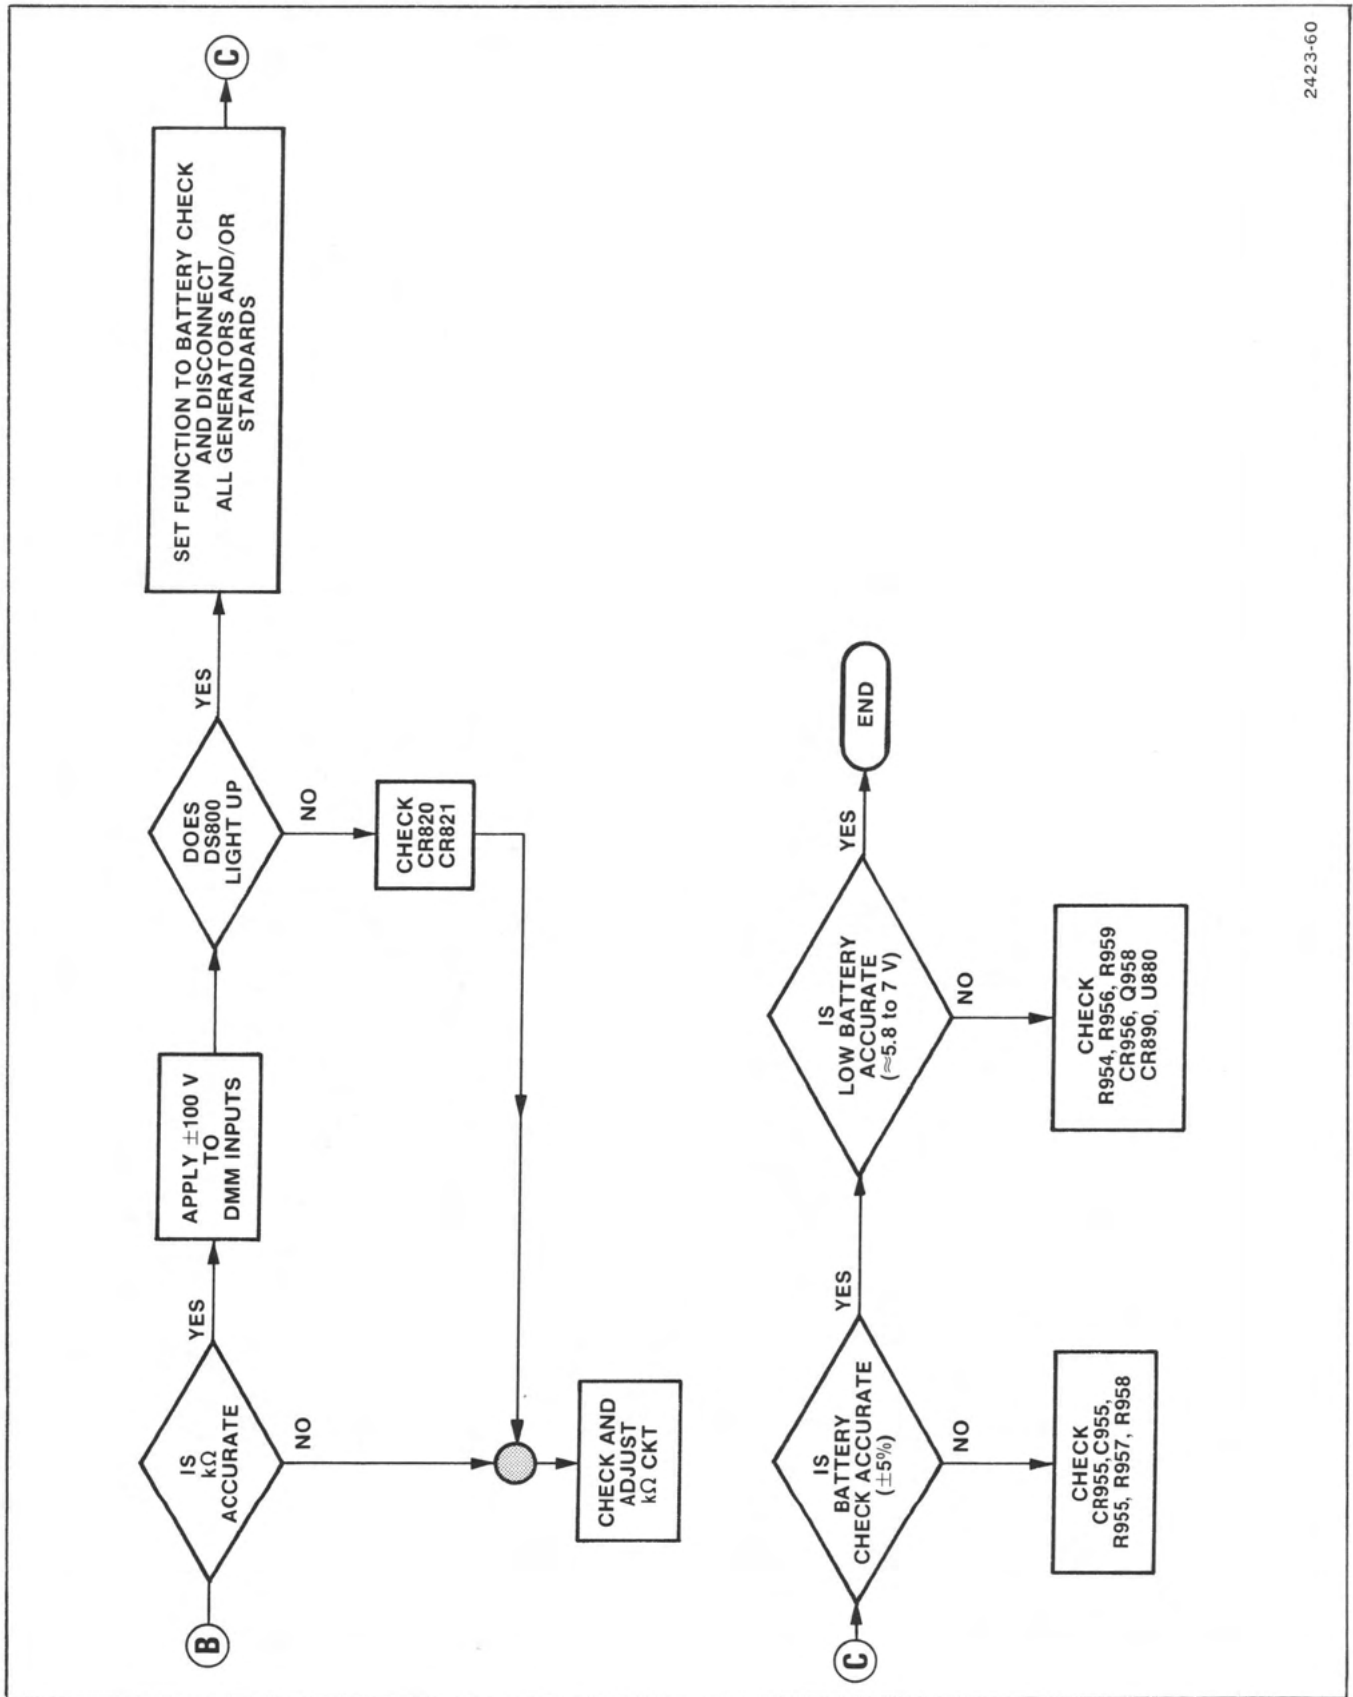 B
IS
kΩ
ACCURATE
YES
NO
APPLY ±100 V
TO
DMM INPUTS
DOES
DS800
LIGHT UP
YES
NO
CHECK
CR820
CR821
CHECK AND
ADJUST
kΩ CKT
SET FUNCTION TO BATTERY CHECK
AND DISCONNECT
ALL GENERATORS AND/OR
STANDARDS
C
C
IS
BATTERY
CHECK ACCURATE
(±5%)
YES
NO
CHECK
CR955,C955,
R955, R957, R958
IS
LOW BATTERY
ACCURATE
(≈5.8 to 7 V)
YES
NO
CHECK
R954, R956, R959
CR956, Q958
CR890, U880
END
2423-60